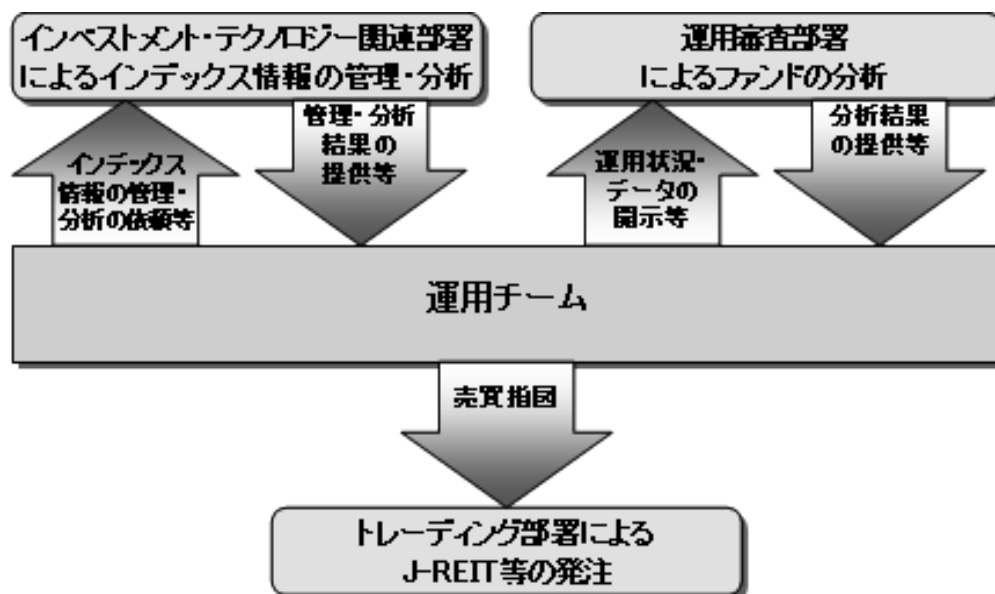 インベストメント・テクノロジー関連部署
によるインデックス情報の管理・分析
運用審査部署
によるファンドの分析
インデックス
情報の管理・
分析の依頼等
管理・分析
結果の
提供等
運用状況・
データの
開示等
分析結果
の提供等
運用チーム
売買指図
トレーディング部署による
J-REIT等の発注